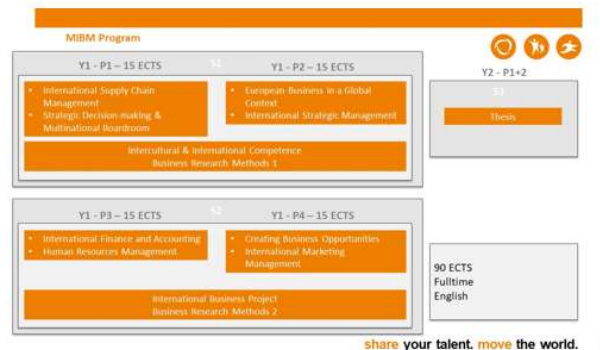 MIBM Program
Y1 - P1 – 15 ECTS
S1
Y1 - P2 – 15 ECTS
• International Supply Chain
Management
• Strategic Decision-making &
Multinational Boardroom
• European Business in a Global
Context
• International Strategic Management
Intercultural & International Competence
Business Research Methods 1
Y2 - P1+2
S3
Thesis
Y1 - P3 – 15 ECTS
S2
Y1 - P4 – 15 ECTS
• International Finance and Accounting
• Human Resources Management
• Creating Business Opportunities
• International Marketing
Management
International Business Project
Business Research Methods 2
90 ECTS
Fulltime
English
share your talent. move the world.